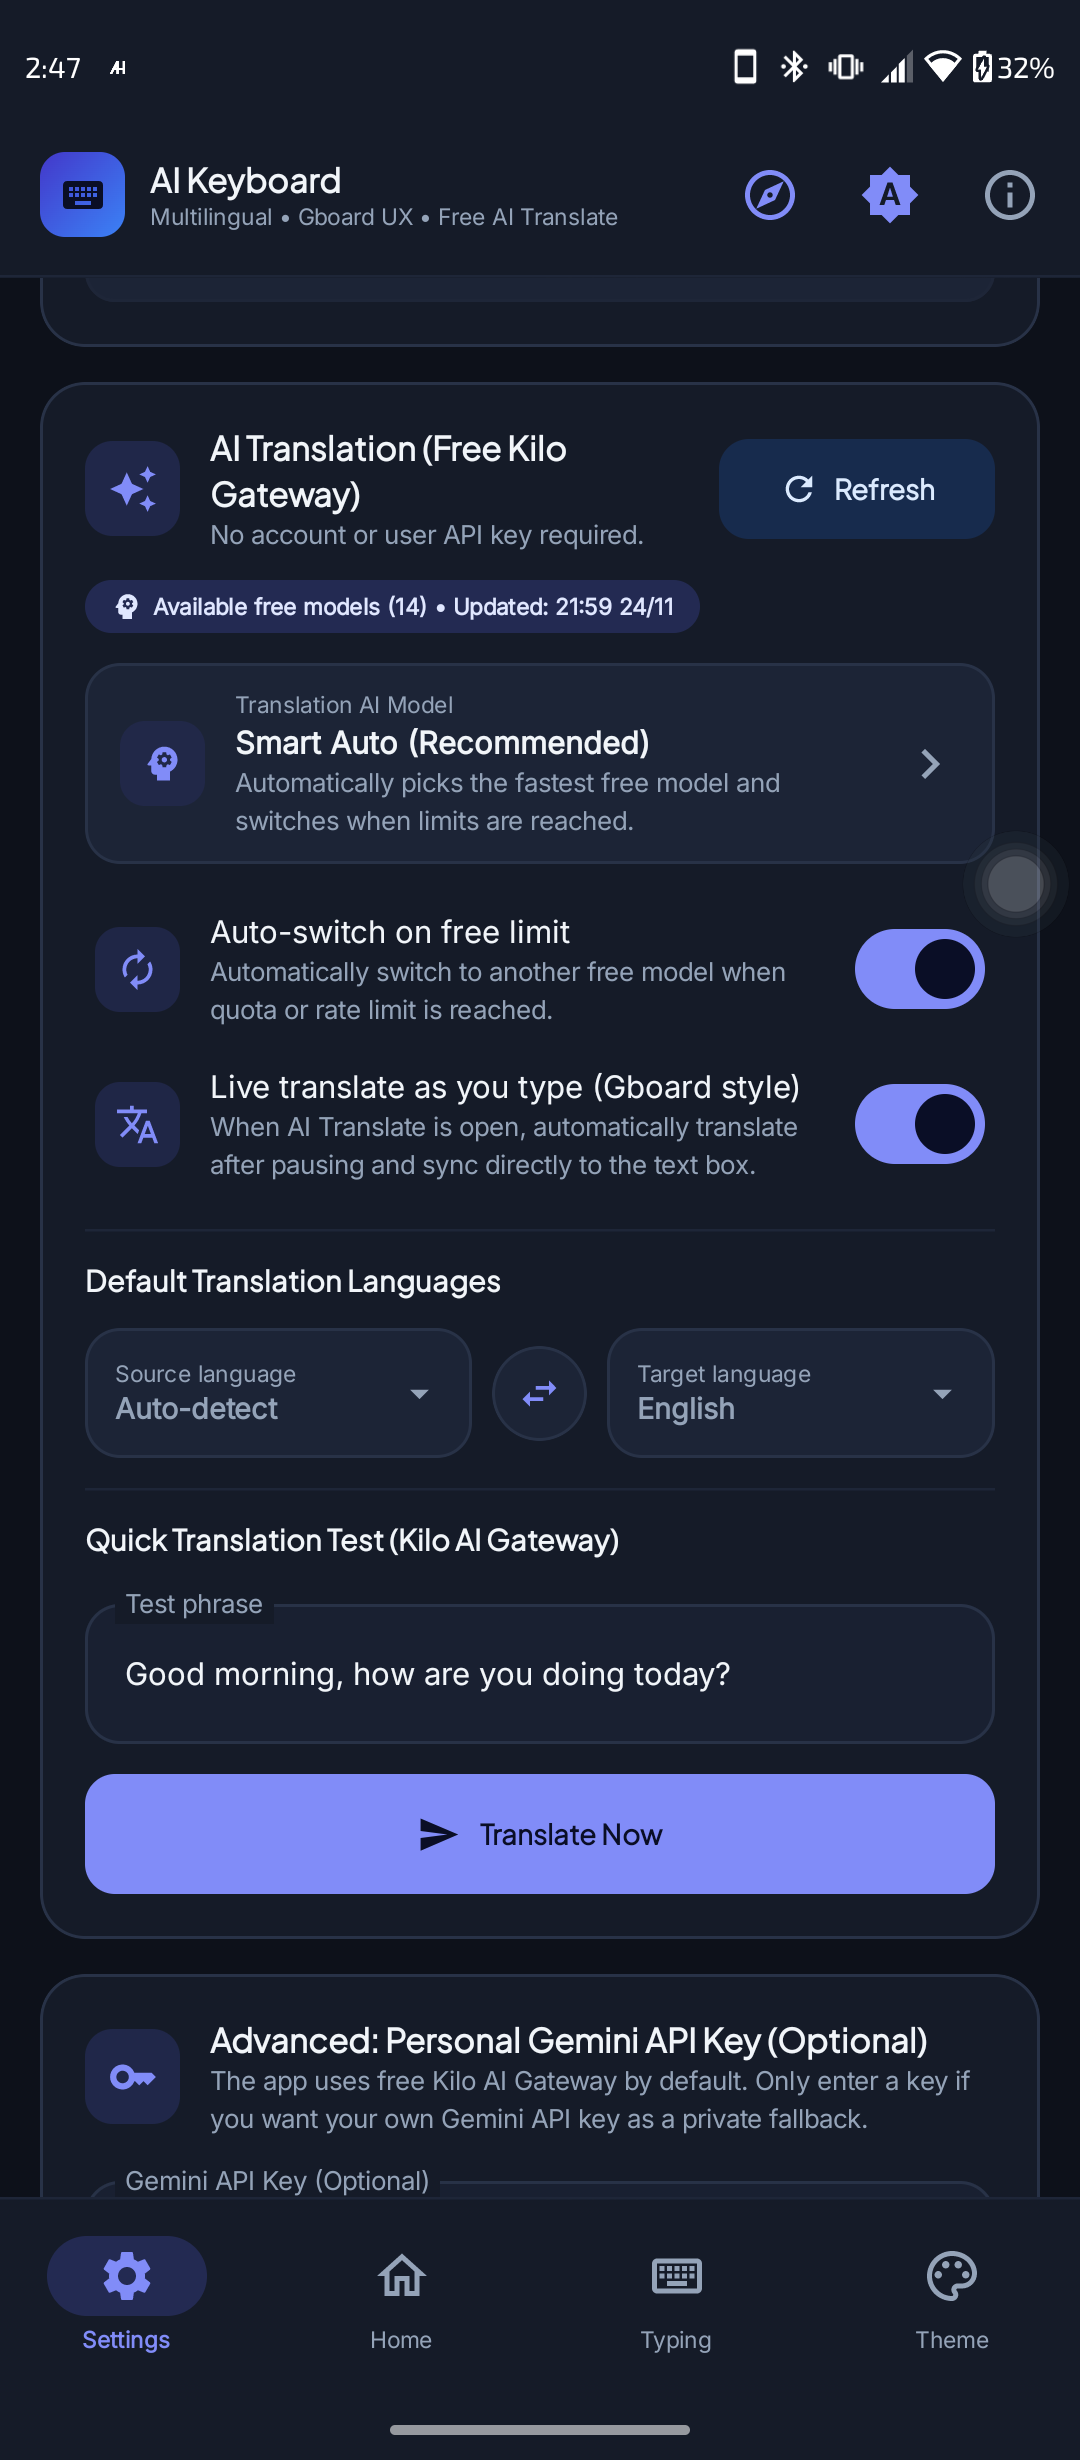 2:47
32%
AI Keyboard
Multilingual • Gboard UX • Free AI Translate
A
AI Translation (Free Kilo
Gateway)
No account or user API key required.
Refresh
Available free models (14) • Updated: 21:59 24/11
Translation AI Model
Smart Auto (Recommended)
Automatically picks the fastest free model and
switches when limits are reached.
Auto-switch on free limit
Automatically switch to another free model when
quota or rate limit is reached.
Live translate as you type (Gboard style)
When AI Translate is open, automatically translate
after pausing and sync directly to the text box.
Default Translation Languages
Source language
Auto-detect
Target language
English
Quick Translation Test (Kilo AI Gateway)
Test phrase
Good morning, how are you doing today?
Translate Now
Advanced: Personal Gemini API Key (Optional)
The app uses free Kilo AI Gateway by default. Only enter a key if
you want your own Gemini API key as a private fallback.
Gemini API Key (Optional)
Settings
Home
Typing
Theme